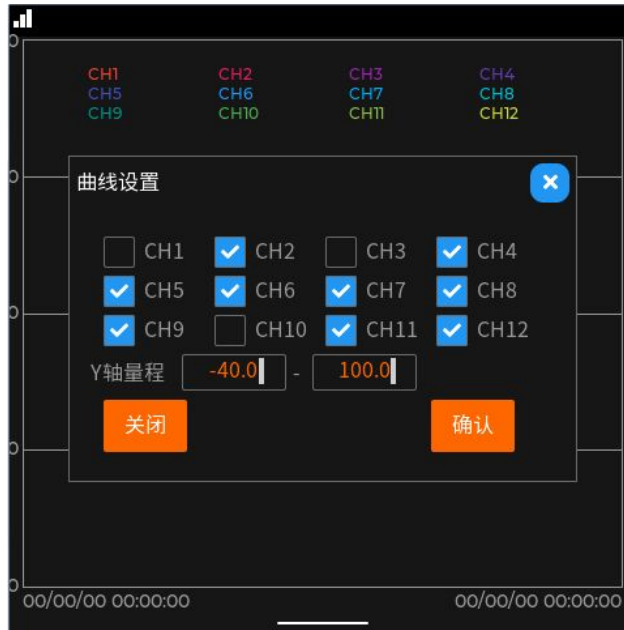 CH1 CH2 CH3 CH4
CH5 CH6 CH7 CH8
CH9 CH10 CH11 CH12
曲线设置
CH1 CH2 CH3 CH4
CH5 CH6 CH7 CH8
CH9 CH10 CH11 CH12
Y轴量程 -40.0 - 100.0
关闭 确认
00/00/00 00:00:00 00/00/00 00:00:00